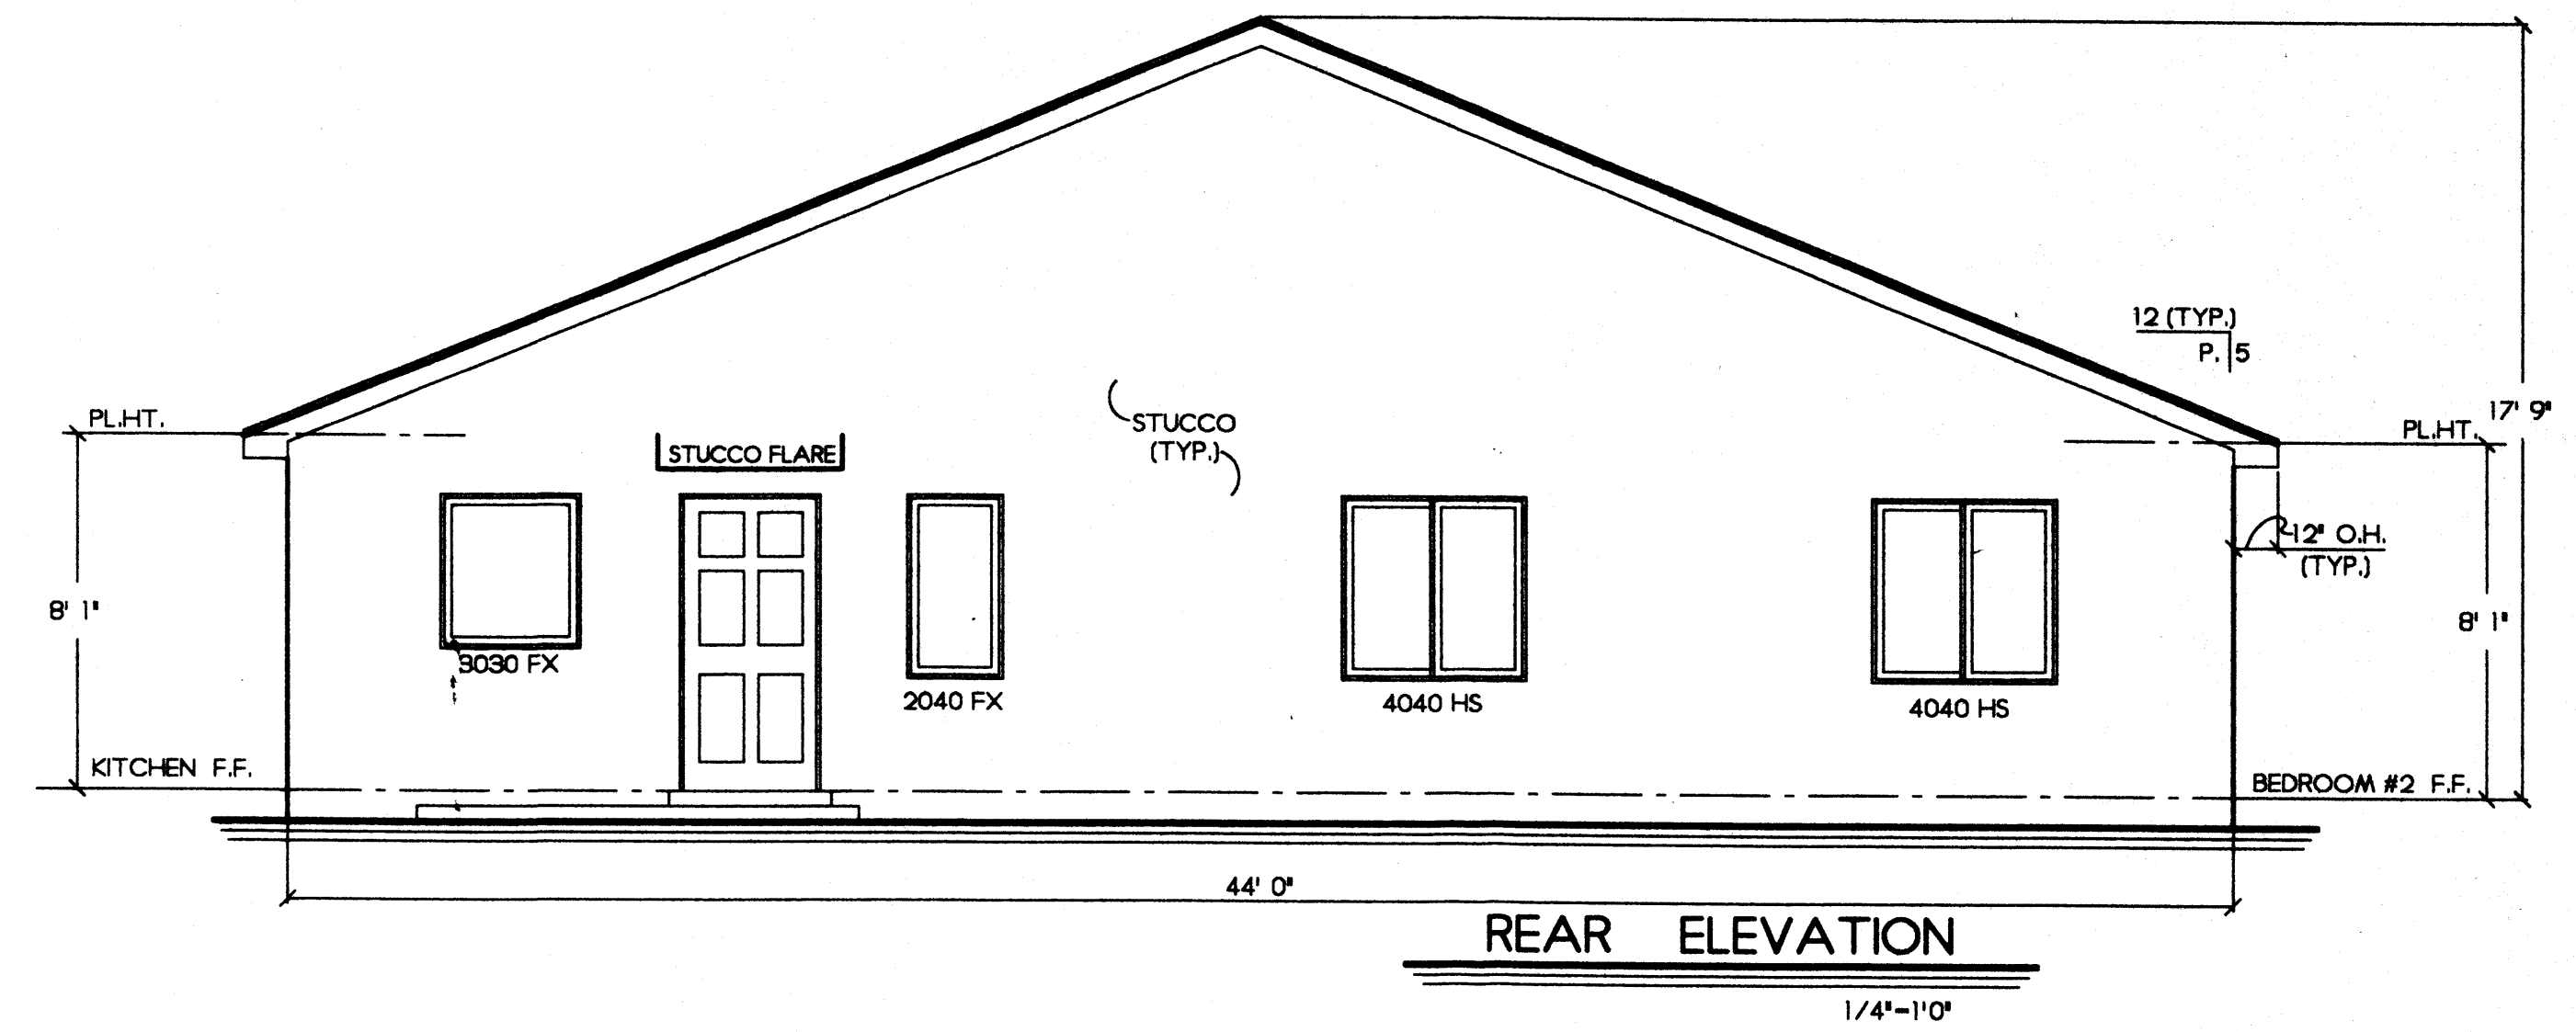 12 (TYP.)
P. 5
PL.HT.
17' 9"
STUCCO
(TYP.)
PL.HT.
STUCCO FLARE
12" O.H.
(TYP.)
8' 1"
8' 1"
3030 FX
2040 FX
4040 HS
4040 HS
KITCHEN F.F.
BEDROOM #2 F.F.
44' 0"
REAR ELEVATION
1/4"-1'0"